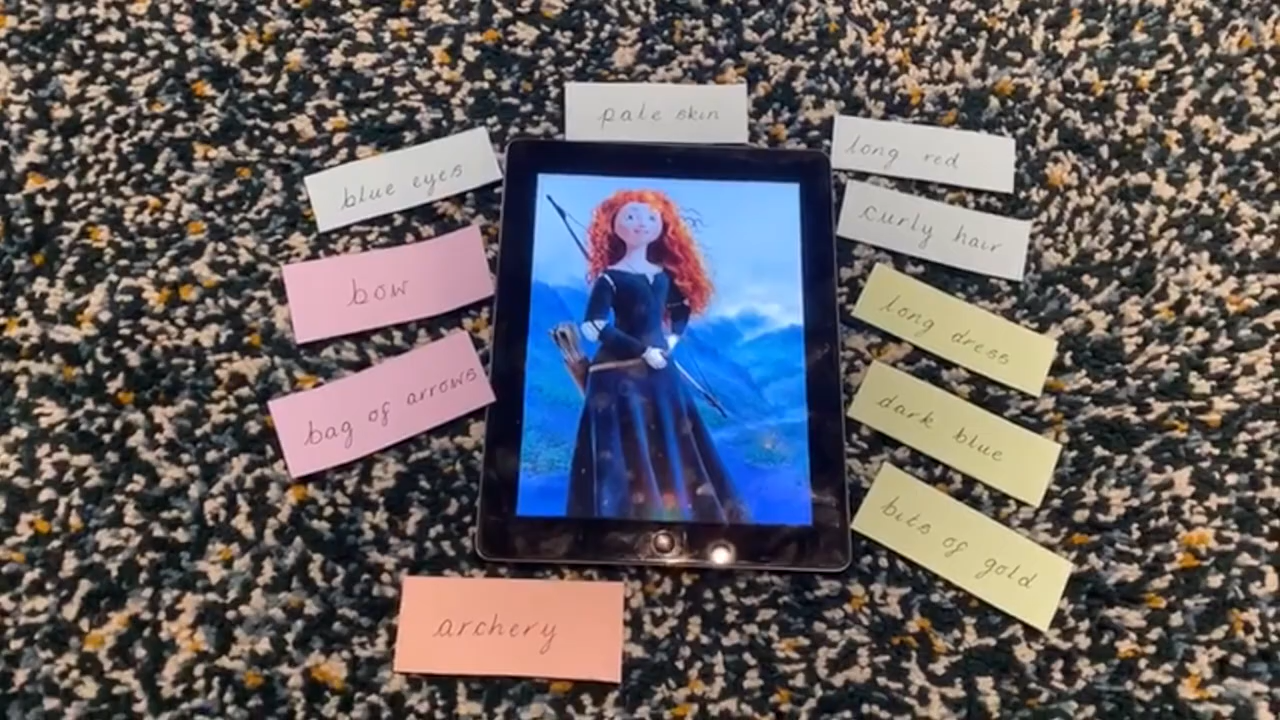 pale skin
long red
blue eyes
curly hair
bow
long dress
bag of arrows
dark blue
bits of gold
archery